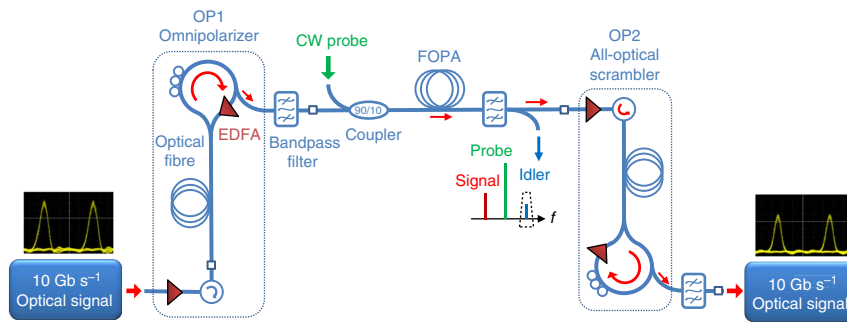 OP1
Omnipolarizer
CW probe
FOPA
OP2
All-optical
scrambler
90/10
EDFA
Optical
fibre
Bandpass
filter
Coupler
Probe
Signal
Idler
f
10 Gb s⁻¹
Optical signal
10 Gb s⁻¹
Optical signal